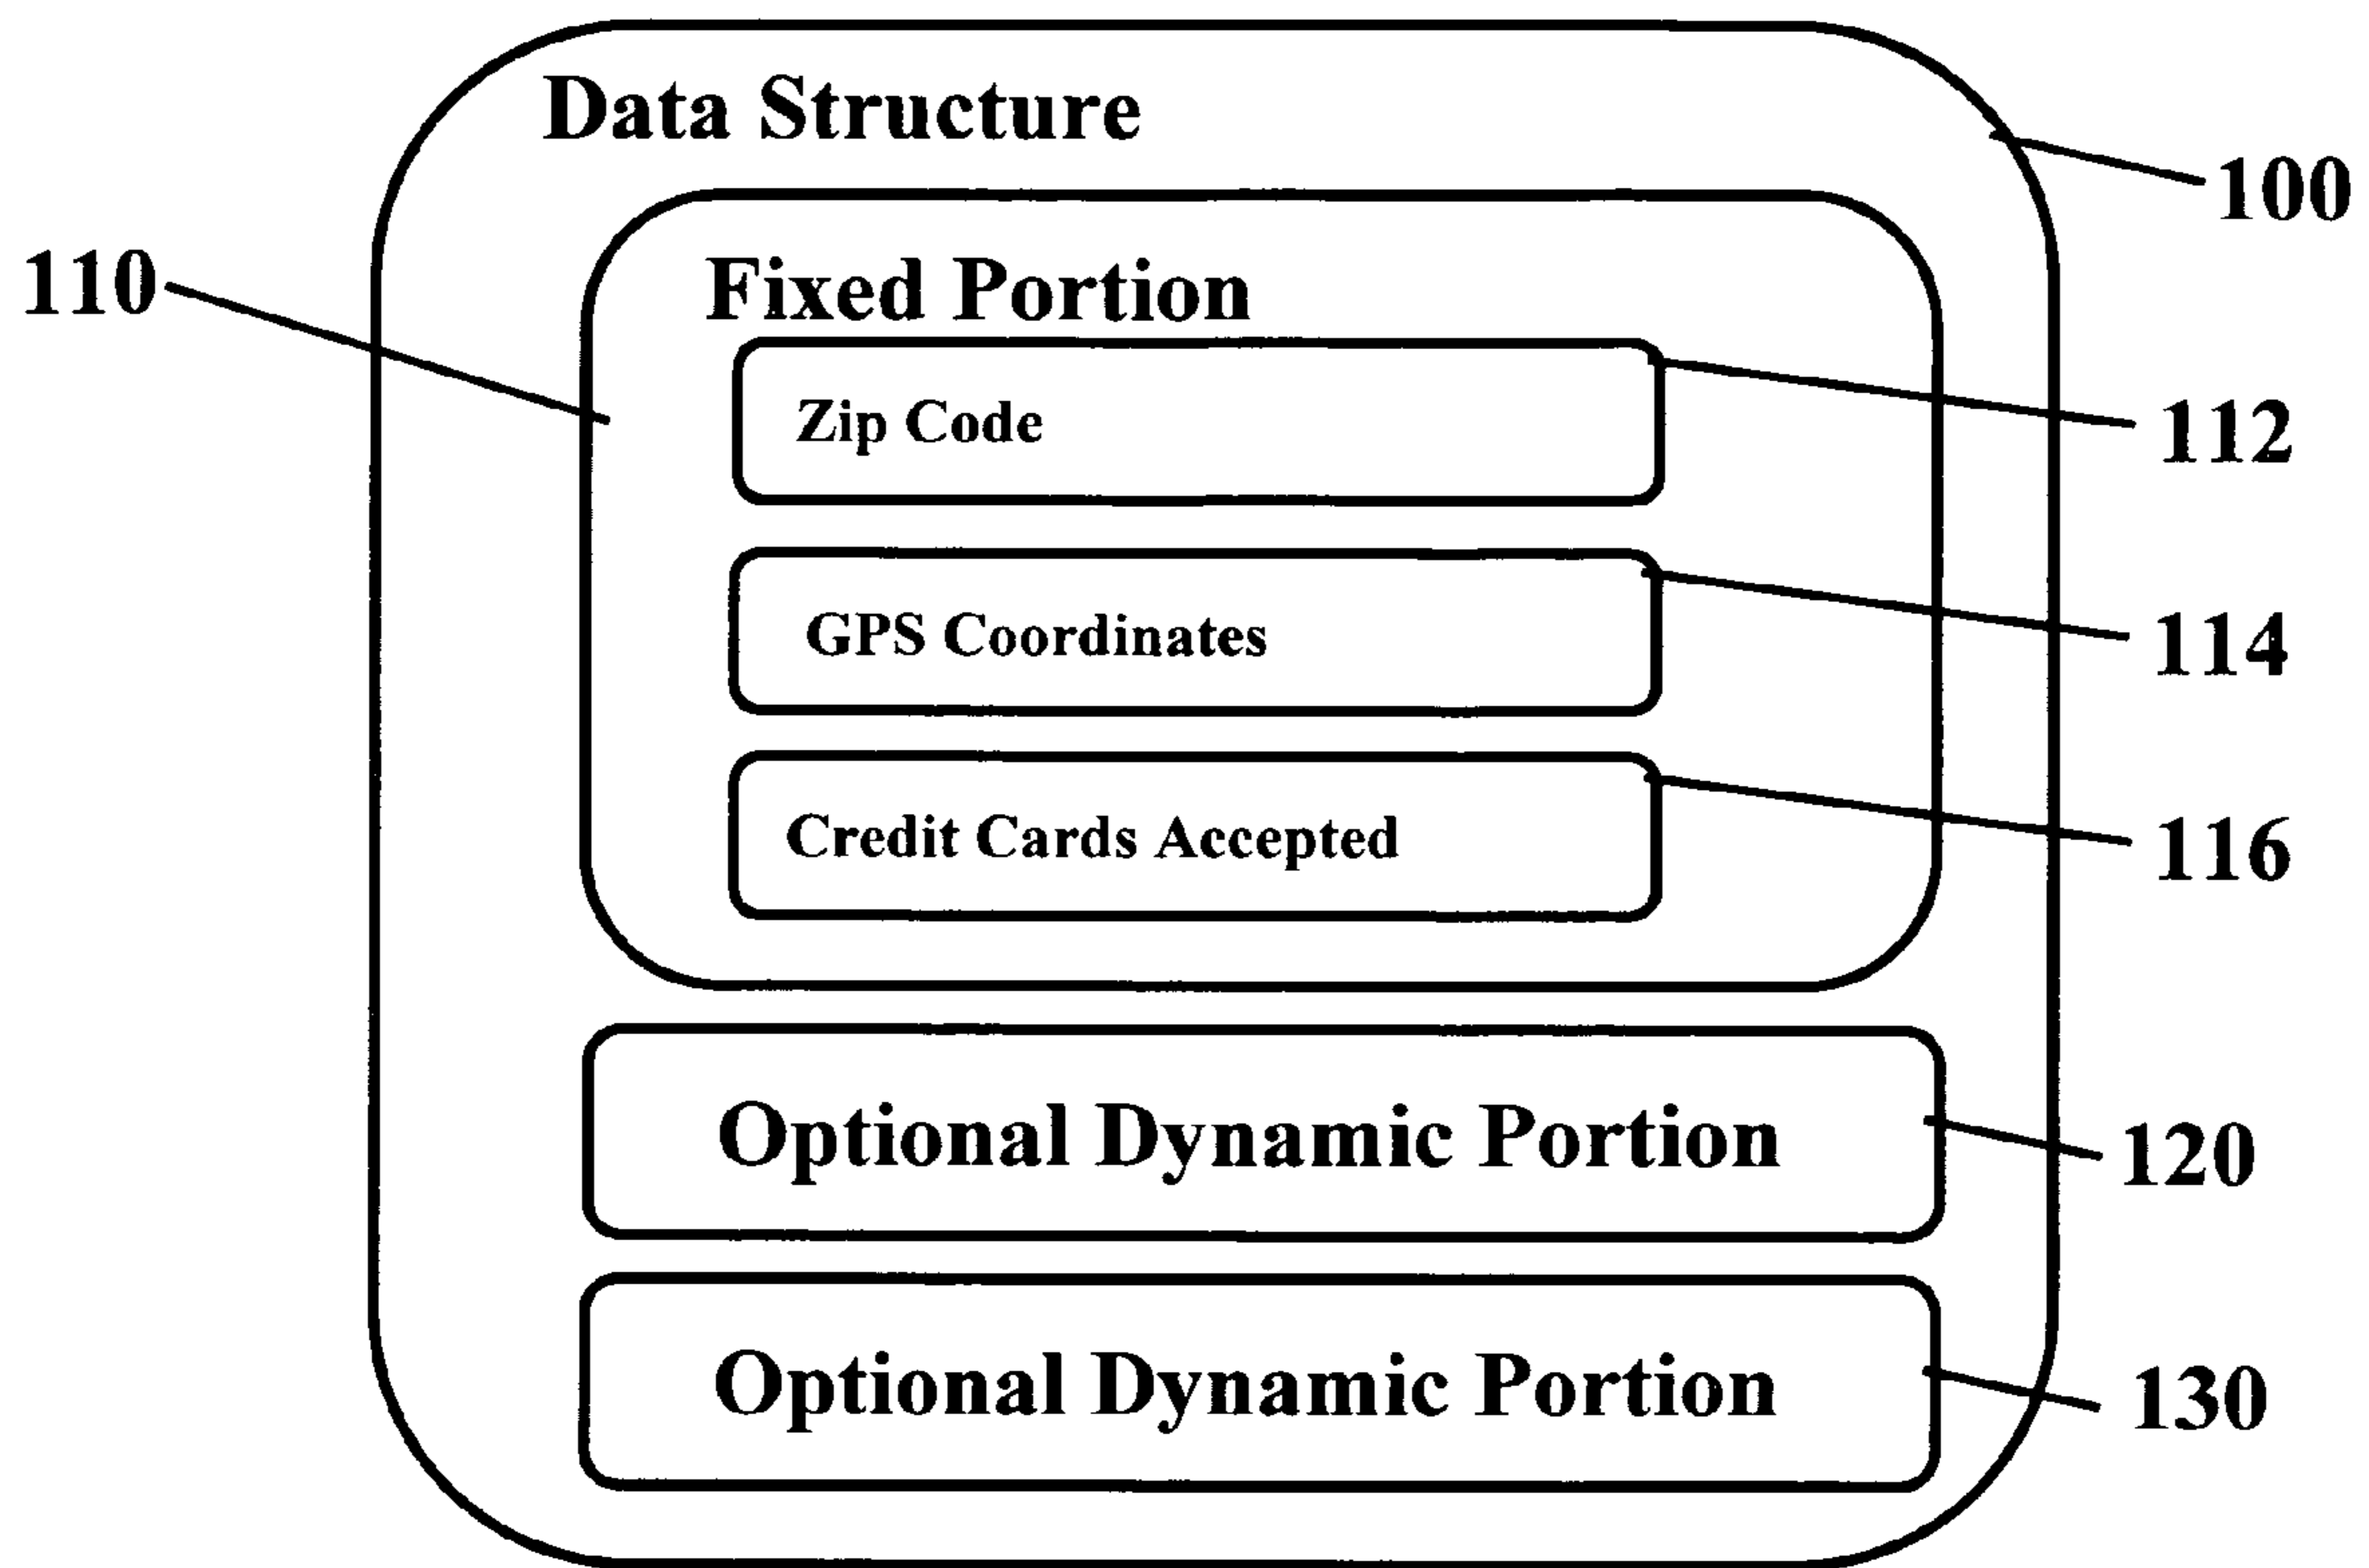 Data Structure
100
110
Fixed Portion
Zip Code
112
GPS Coordinates
114
Credit Cards Accepted
116
Optional Dynamic Portion
120
Optional Dynamic Portion
130